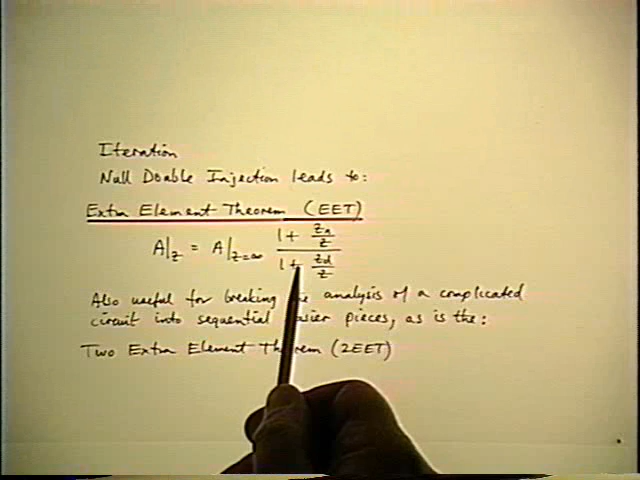 Iteration
Null Double Injection leads to:
Extra Element Theorem (EET)
A|z = A|z=∞ (1 + zn/z) / (1 + zd/z)
Also useful for breaking analysis of a complicated
circuit into sequential pieces, as is the:
Two Extra Element (2EET)